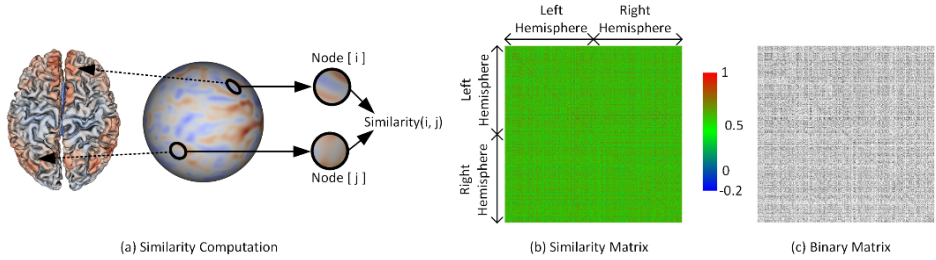 Node [ i ]
Similarity(i, j)
Node [ j ]
(a) Similarity Computation
Left
Hemisphere
Right
Hemisphere
Left
Hemisphere
Right
Hemisphere
1
0.5
0
-0.2
(b) Similarity Matrix
(c) Binary Matrix